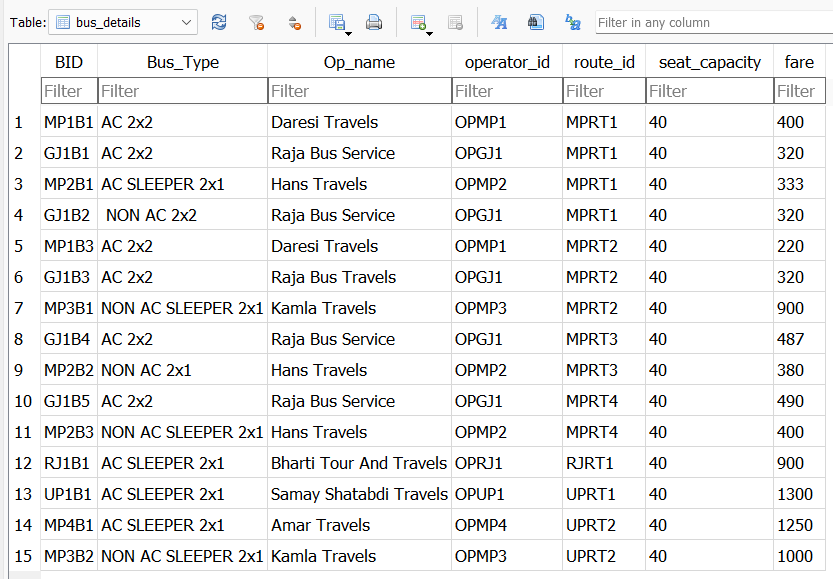 Table: bus_details Filter in any column
BID Bus_Type Op_name operator_id route_id seat_capacity fare
Filter Filter Filter Filter Filter Filter Filter
1 MP1B1 AC 2x2 Daresi Travels OPMP1 MPRT1 40 400
2 GJ1B1 AC 2x2 Raja Bus Service OPGJ1 MPRT1 40 320
3 MP2B1 AC SLEEPER 2x1 Hans Travels OPMP2 MPRT1 40 333
4 GJ1B2 NON AC 2x2 Raja Bus Service OPGJ1 MPRT1 40 320
5 MP1B3 AC 2x2 Daresi Travels OPMP1 MPRT2 40 220
6 GJ1B3 AC 2x2 Raja Bus Travels OPGJ1 MPRT2 40 320
7 MP3B1 NON AC SLEEPER 2x1 Kamla Travels OPMP3 MPRT2 40 900
8 GJ1B4 AC 2x2 Raja Bus Service OPGJ1 MPRT3 40 487
9 MP2B2 NON AC 2x1 Hans Travels OPMP2 MPRT3 40 380
10 GJ1B5 AC 2x2 Raja Bus Service OPGJ1 MPRT4 40 490
11 MP2B3 NON AC SLEEPER 2x1 Hans Travels OPMP2 MPRT4 40 400
12 RJ1B1 AC SLEEPER 2x1 Bharti Tour And Travels OPRJ1 RJRT1 40 900
13 UP1B1 AC SLEEPER 2x1 Samay Shatabdi Travels OPUP1 UPRT1 40 1300
14 MP4B1 AC SLEEPER 2x1 Amar Travels OPMP4 UPRT2 40 1250
15 MP3B2 NON AC SLEEPER 2x1 Kamla Travels OPMP3 UPRT2 40 1000